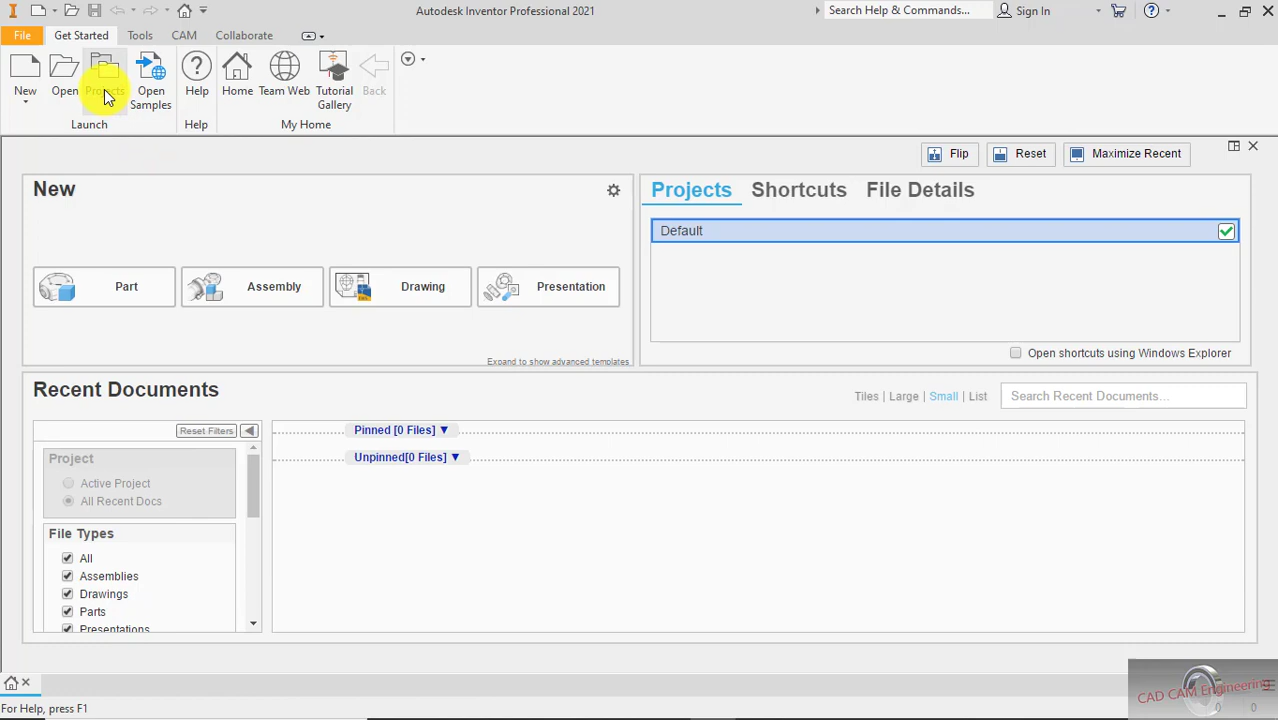 Autodesk Inventor Professional 2021
Search Help & Commands...
Sign In
File
Get Started
Tools
CAM
Collaborate
New
Open
Projects
Open
Samples
Help
Home
Team Web
Tutorial
Gallery
Back
Launch
Help
My Home
Flip
Reset
Maximize Recent
New
Projects
Shortcuts
File Details
Default
Part
Assembly
Drawing
Presentation
Expand to show advanced templates
Open shortcuts using Windows Explorer
Recent Documents
Tiles | Large | Small | List
Search Recent Documents...
Reset Filters
Pinned [0 Files]
Unpinned[0 Files]
Project
Active Project
All Recent Docs
File Types
All
Assemblies
Drawings
Parts
Presentations
CAD CAM Engineering
0 0
For Help, press F1